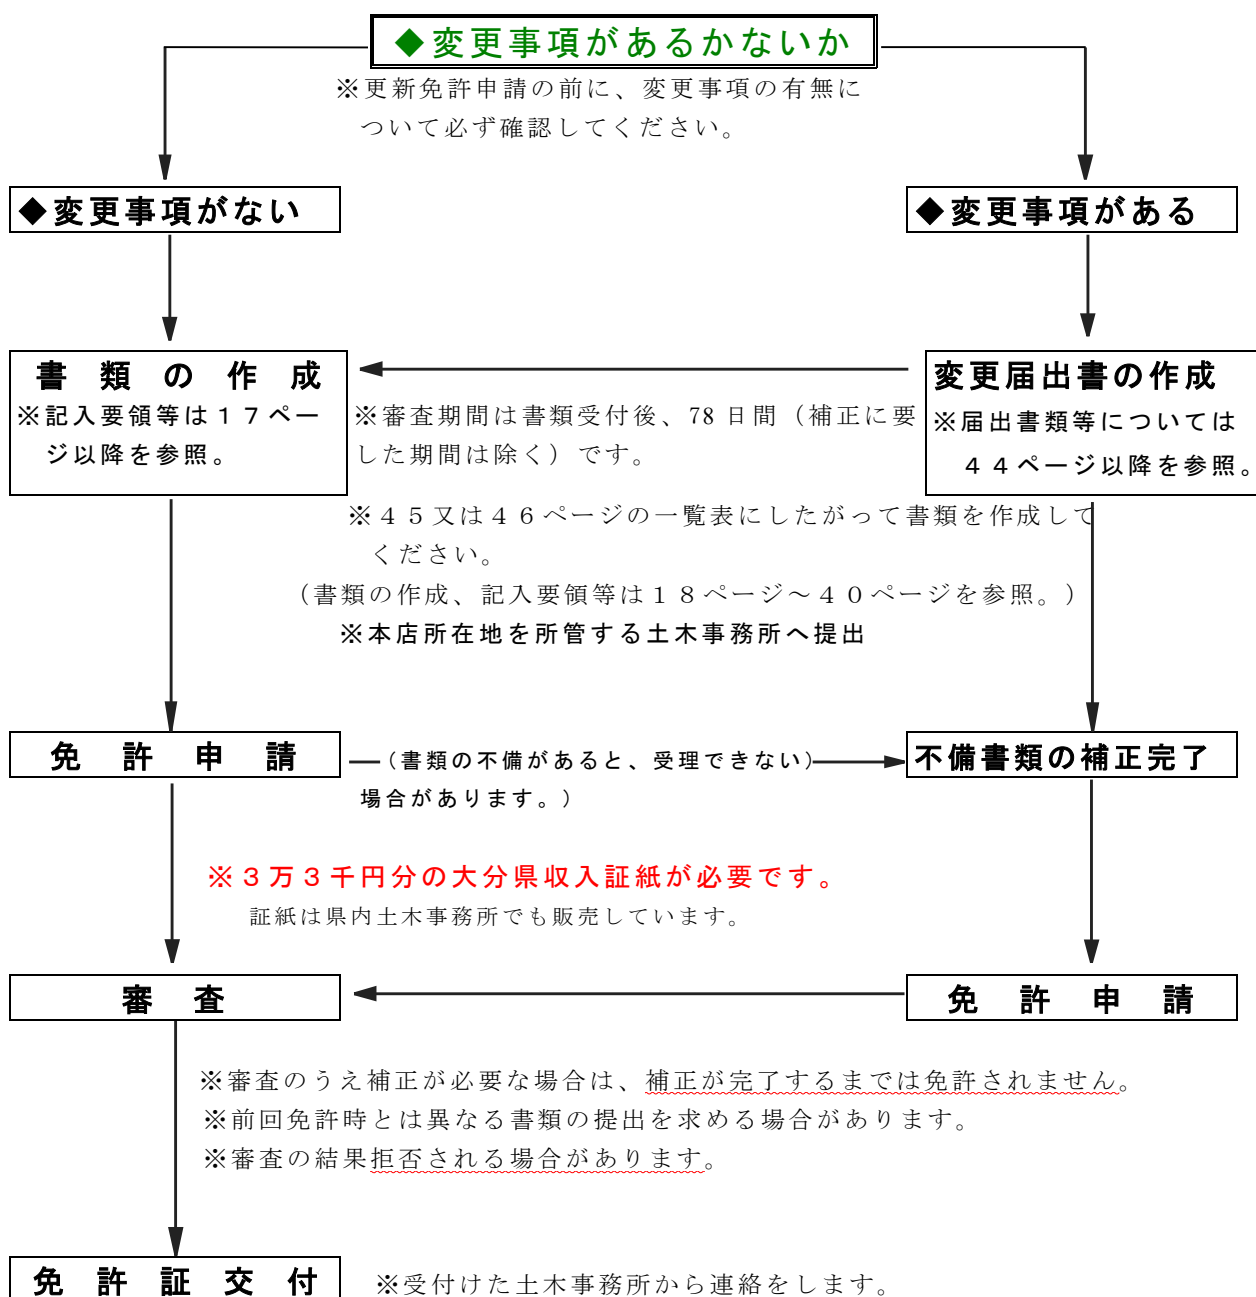 ◆変更事項があるかないか
※更新免許申請の前に、変更事項の有無に
ついて必ず確認してください。
◆変更事項がない
◆変更事項がある
書類の作成
※記入要領等は１７ペー
ジ以降を参照。
変更届出書の作成
※届出書類等については
４４ページ以降を参照。
※審査期間は書類受付後、78日間（補正に要
した期間は除く）です。
※４５又は４６ページの一覧表にしたがって書類を作成して
ください。
（書類の作成、記入要領等は１８ページ～４０ページを参照。）
※本店所在地を所管する土木事務所へ提出
免許申請
（書類の不備があると、受理できない）
場合があります。）
不備書類の補正完了
※３万３千円分の大分県収入証紙が必要です。
証紙は県内土木事務所でも販売しています。
審査
免許申請
※審査のうえ補正が必要な場合は、補正が完了するまでは免許されません。
※前回免許時とは異なる書類の提出を求める場合があります。
※審査の結果拒否される場合があります。
免許証交付
※受付けた土木事務所から連絡をします。